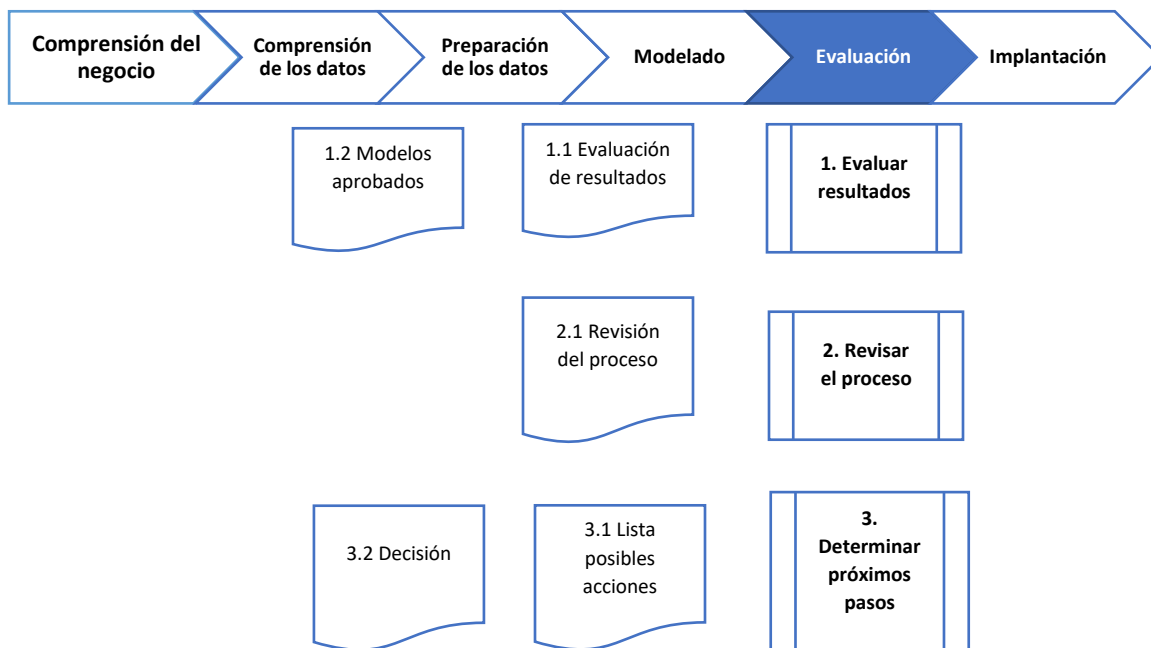 Comprensión del
negocio
Comprensión
de los datos
Preparación
de los datos
Modelado
Evaluación
Implantación
1.2 Modelos
aprobados
1.1 Evaluación
de resultados
1. Evaluar
resultados
2.1 Revisión
del proceso
2. Revisar
el proceso
3.2 Decisión
3.1 Lista
posibles
acciones
3.
Determinar
próximos
pasos